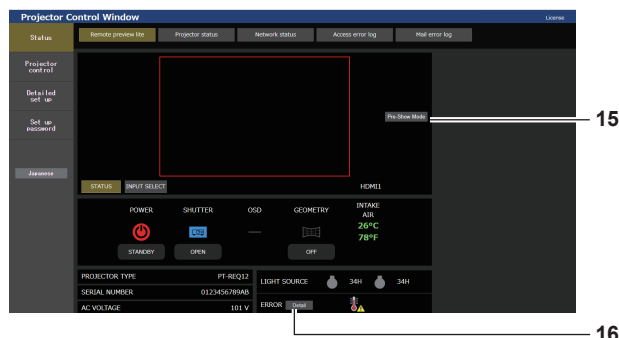 Projector Control Window
License
Status
Remote preview lite
Projector status
Network status
Access error log
Mail error log
Projector
control
Detailed
set up
Set up
password
Japanese
Pre-Show Mode
15
STATUS
INPUT SELECT
HDMI1
POWER
SHUTTER
OSD
GEOMETRY
INTAKE
AIR
26°C
78°F
STANDBY
OPEN
OFF
PROJECTOR TYPE PT-REQ12
SERIAL NUMBER 0123456789AB
AC VOLTAGE 101 V
LIGHT SOURCE 34H 34H
ERROR Detail
16